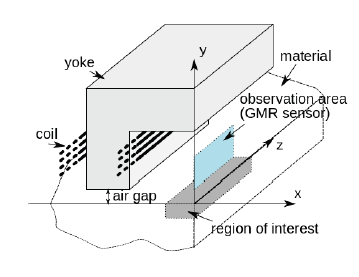 y
yoke
material
observation area
(GMR sensor)
coil
z
air gap
x
region of interest